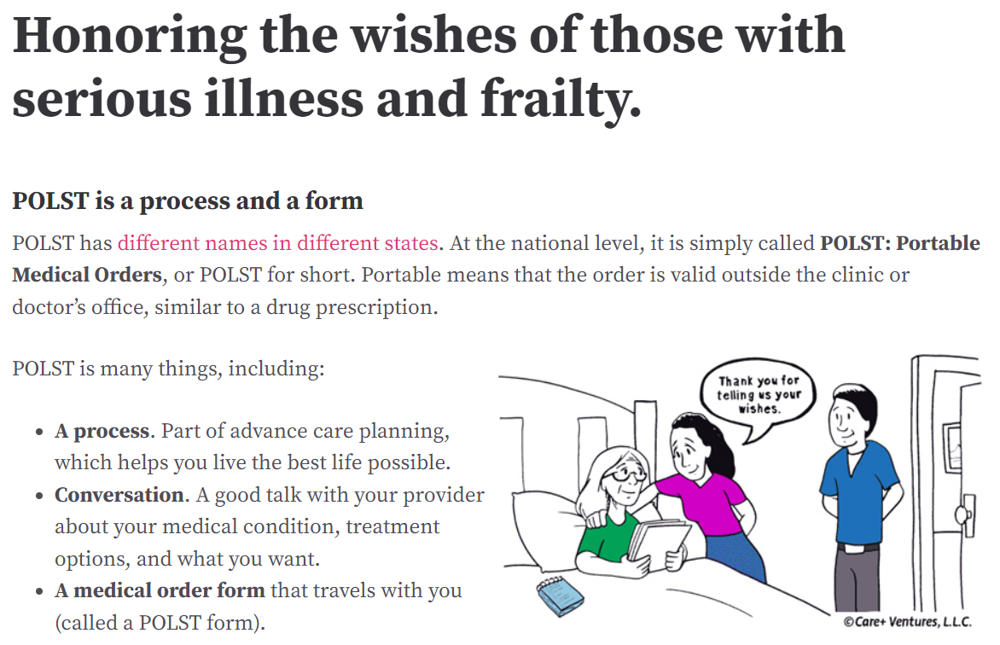 Honoring the wishes of those with
serious illness and frailty.
POLST is a process and a form
POLST has different names in different states. At the national level, it is simply called POLST: Portable
Medical Orders, or POLST for short. Portable means that the order is valid outside the clinic or
doctor’s office, similar to a drug prescription.
POLST is many things, including:
• A process. Part of advance care planning,
which helps you live the best life possible.
• Conversation. A good talk with your provider
about your medical condition, treatment
options, and what you want.
• A medical order form that travels with you
(called a POLST form).
Thank you for
telling us your
wishes.
©Care+ Ventures, L.L.C.